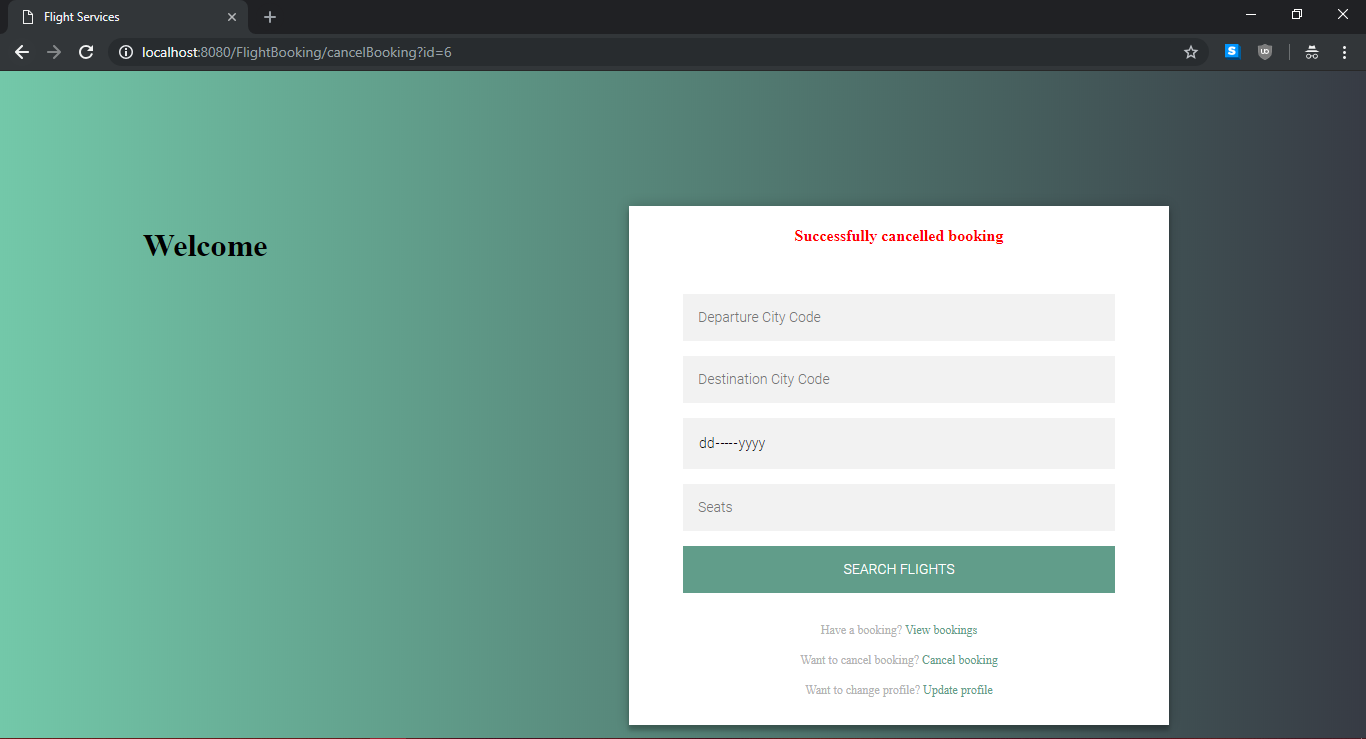 Flight Services
localhost:8080/FlightBooking/cancelBooking?id=6
S
UD
Welcome
Successfully cancelled booking
Departure City Code
Destination City Code
dd-----yyyy
Seats
SEARCH FLIGHTS
Have a booking? View bookings
Want to cancel booking? Cancel booking
Want to change profile? Update profile